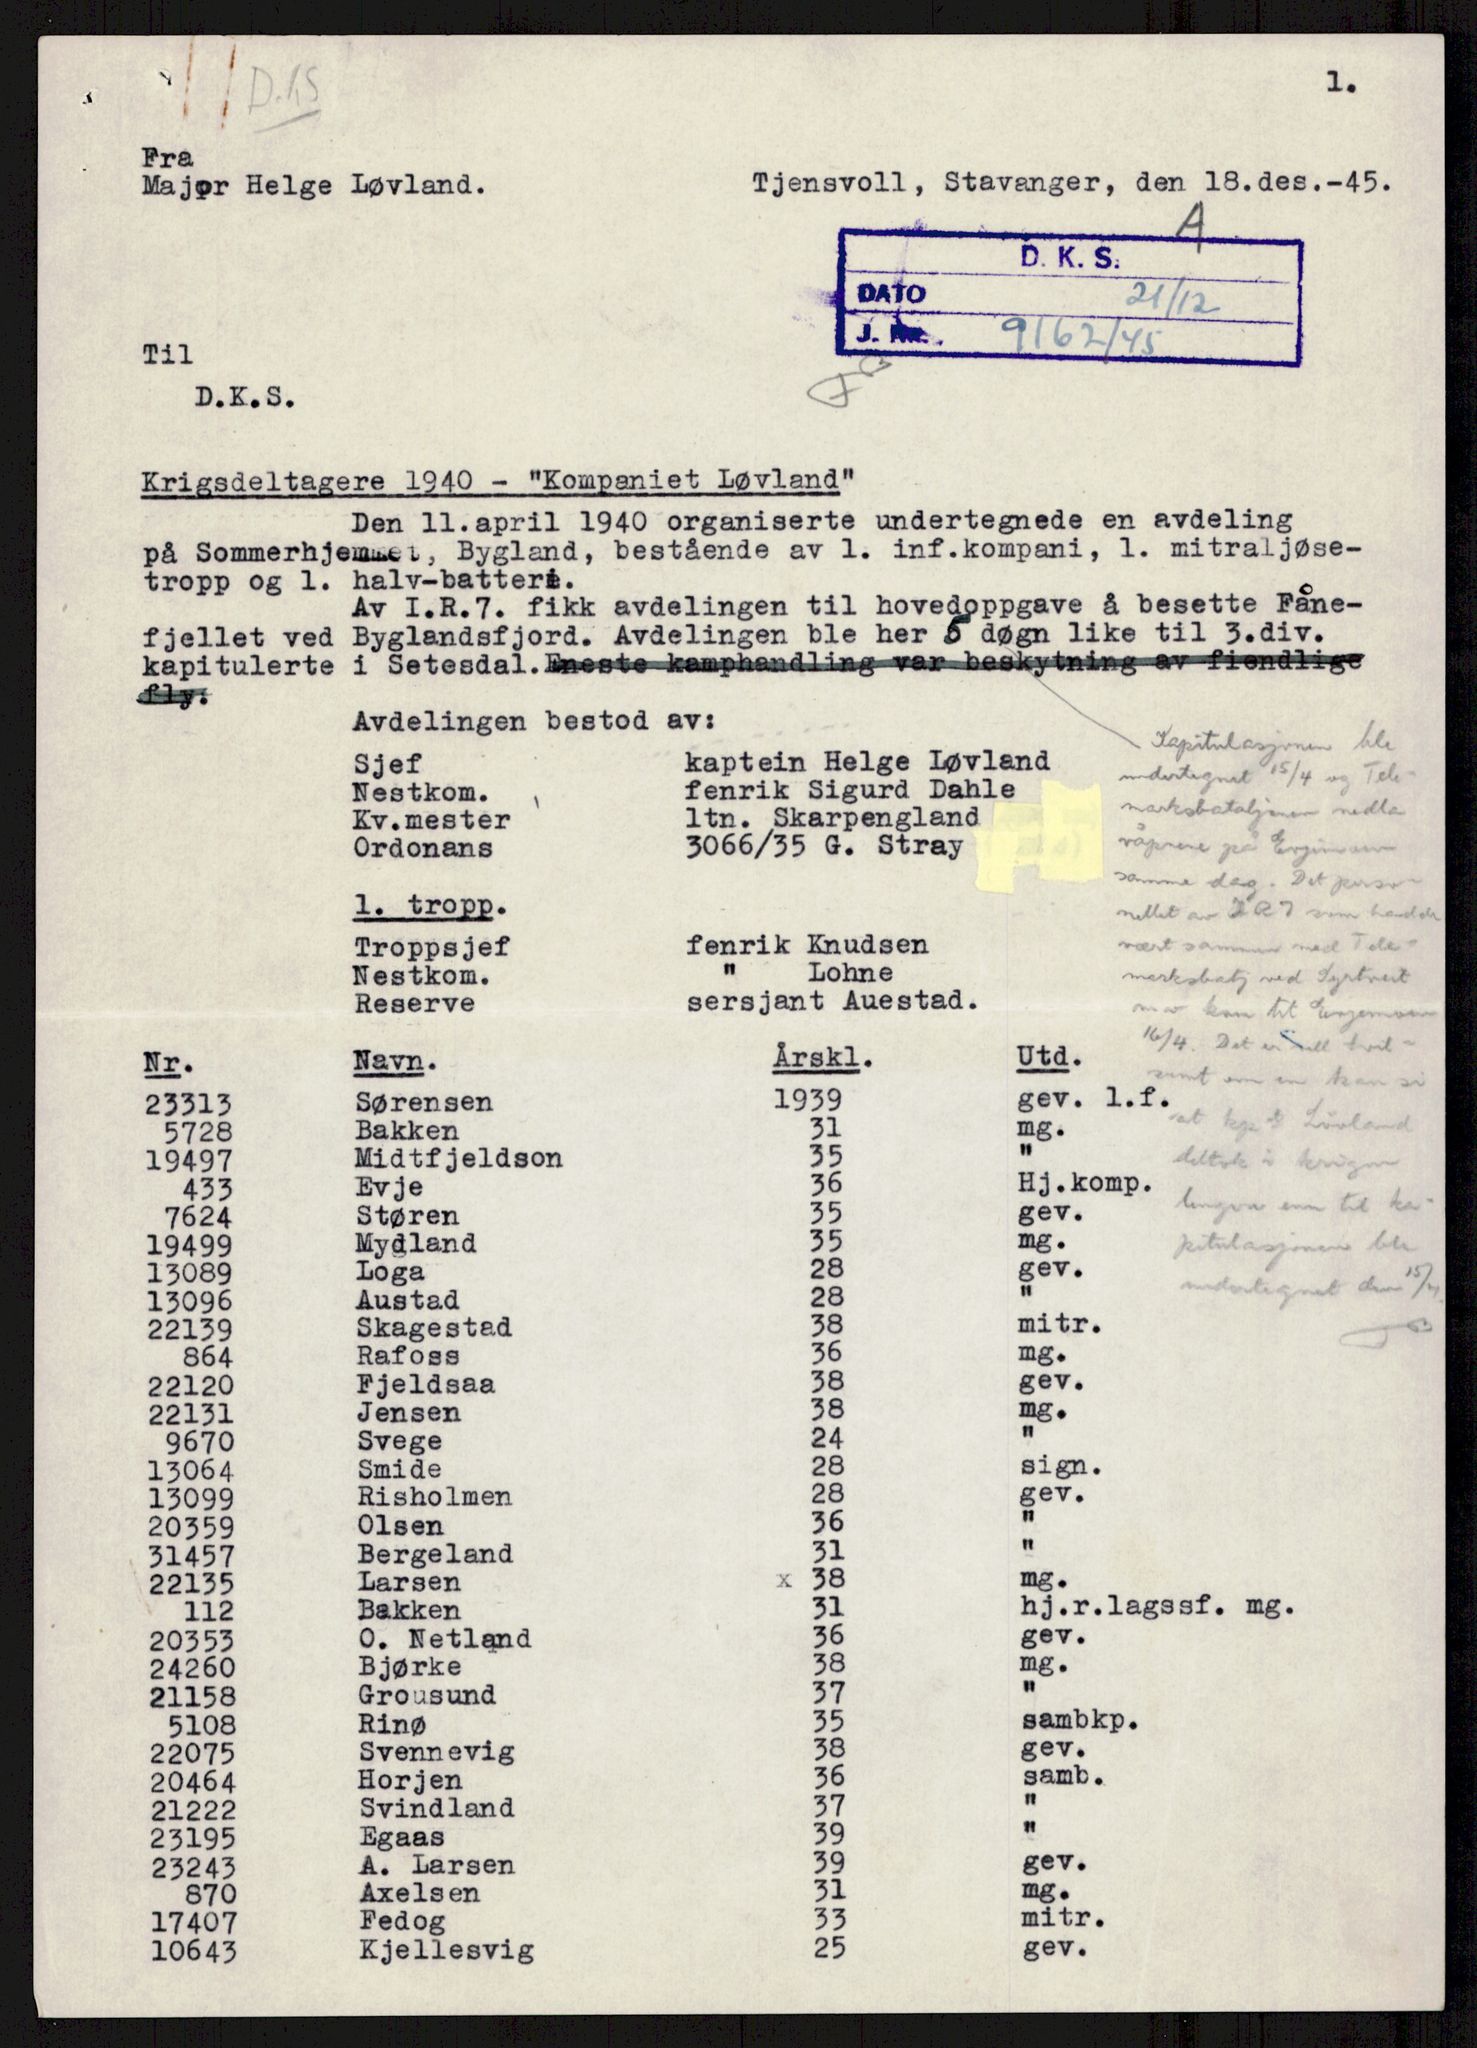 D.K.S
1.
Fra
Major Helge Løvland.
Tjensvoll, Stavanger, den 18.des.-45.
A
D. K. S.
DATO 21/12
J. Nr. 9162/45
Til
D.K.S.
Krigsdeltagere 1940 - "Kompaniet Løvland"
Den 11.april 1940 organiserte undertegnede en avdeling
på Sommerhjemmet, Bygland, bestående av 1. inf.kompani, 1. mitraljøse-
tropp og 1. halv-batteri.
Av I.R.7. fikk avdelingen til hovedoppgave å besette Fåne-
fjellet ved Byglandsfjord. Avdelingen ble her 5 døgn like til 3.div.
kapitulerte i Setesdal. Eneste kamphandling var beskytning av fiendlige
fly.
Avdelingen bestod av:
Sjef kaptein Helge Løvland
Nestkom. fenrik Sigurd Dahle
Kv.mester ltn. Skarpengland
Ordonans 3066/35 G. Stray
Kapitulasjonen ble
undertegnet 15/4 og Tele-
marksbataljonen nedla
våpnene på Evjemoen
samme dag. Det perso-
nellet av IR7 som hadde
vært sammen med Tele-
marksbatj ved Syrtveit
kom til Evjemoen
16/4. Det er tvil-
somt om en kan si
at kp Løvland
deltok i krigen
lenger enn til ka-
pitulasjonen ble
undertegnet den 15/4.
1. tropp.
Troppsjef fenrik Knudsen
Nestkom. " Lohne
Reserve sersjant Auestad.
Nr. Navn. Årskl. Utd.
23313 Sørensen 1939 gev. l.f.
5728 Bakken 31 mg.
19497 Midtfjeldson 35 "
433 Evje 36 Hj.komp.
7624 Støren 35 gev.
19499 Mydland 35 mg.
13089 Loga 28 gev.
13096 Austad 28 "
22139 Skagestad 38 mitr.
864 Rafoss 36 mg.
22120 Fjeldsaa 38 gev.
22131 Jensen 38 mg.
9670 Svege 24 "
13064 Smide 28 sign.
13099 Risholmen 28 gev.
20359 Olsen 36 "
31457 Bergeland 31 "
22135 Larsen x 38 mg.
112 Bakken 31 hj.r.lagssf. mg.
20353 O. Netland 36 gev.
24260 Bjørke 38 mg.
21158 Grousund 37 "
5108 Rinø 35 sambkp.
22075 Svennevig 38 gev.
20464 Horjen 36 samb.
21222 Svindland 37 "
23195 Egaas 39 "
23243 A. Larsen 39 gev.
870 Axelsen 31 mg.
17407 Fedog 33 mitr.
10643 Kjellesvig 25 gev.